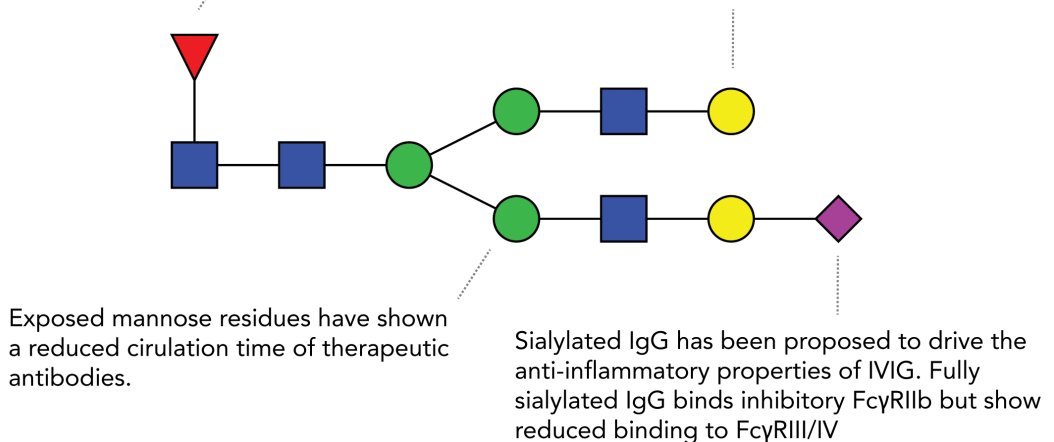 Exposed mannose residues have shown
a reduced cirulation time of therapeutic
antibodies.
Sialylated IgG has been proposed to drive the
anti-inflammatory properties of IVIG. Fully
sialylated IgG binds inhibitory FcγRIIb but show
reduced binding to FcγRIII/IV